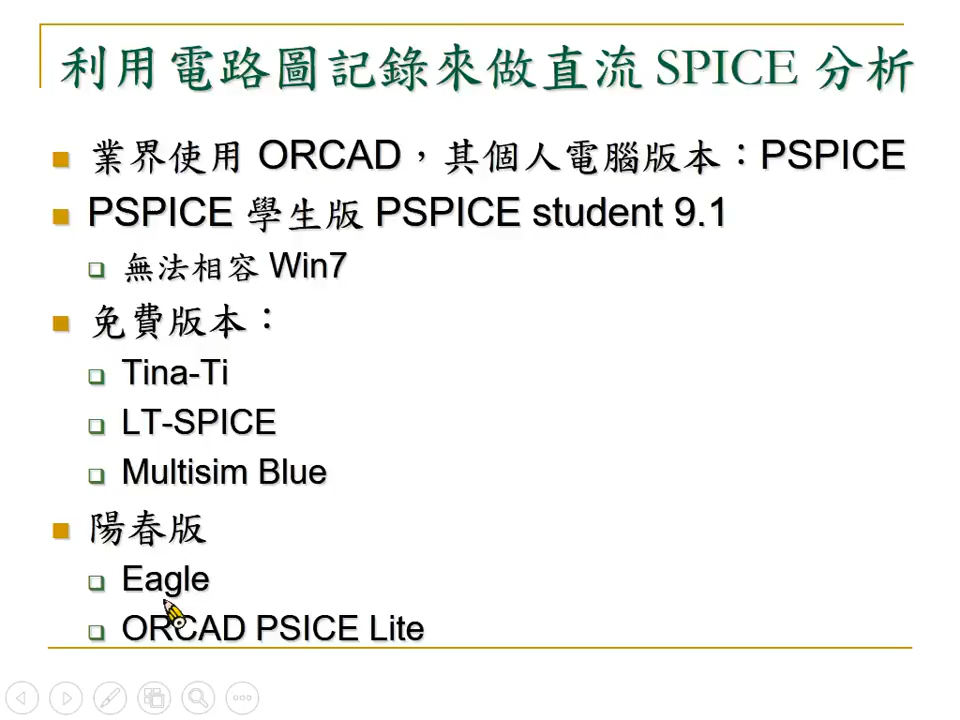 利用電路圖記錄來做直流 SPICE 分析
業界使用 ORCAD，其個人電腦版本：PSPICE
PSPICE 學生版 PSPICE student 9.1
無法相容 Win7
免費版本：
Tina-Ti
LT-SPICE
Multisim Blue
陽春版
Eagle
ORCAD PSICE Lite